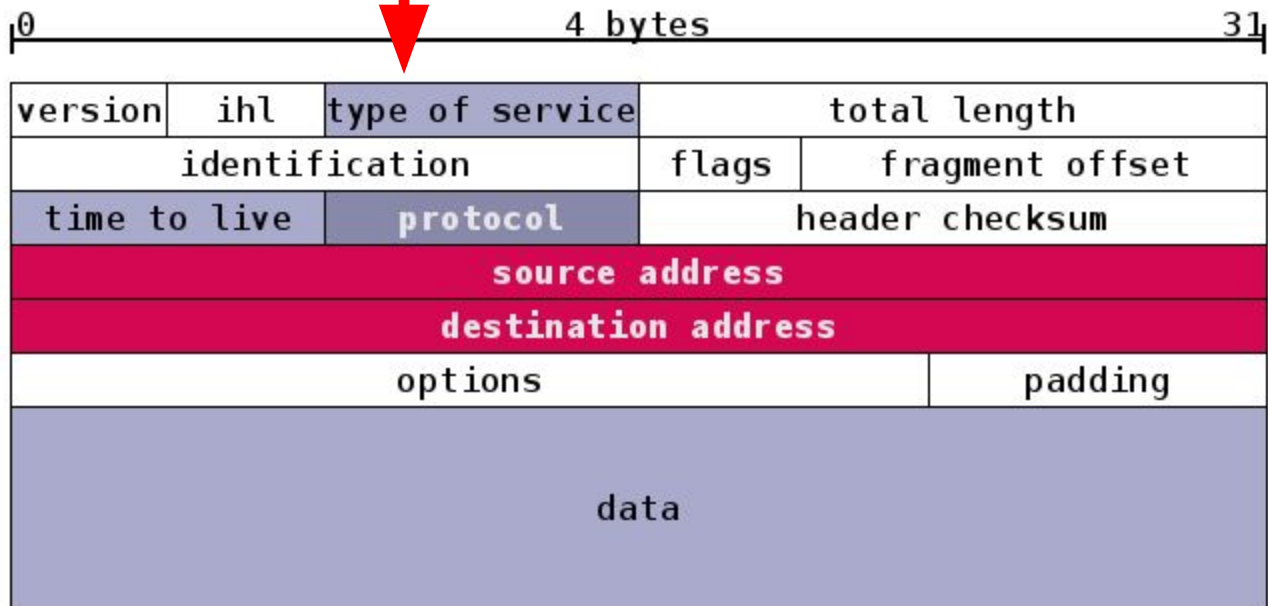 0 4 bytes 31
version ihl type of service total length
identification flags fragment offset
time to live protocol header checksum
source address
destination address
options padding
data